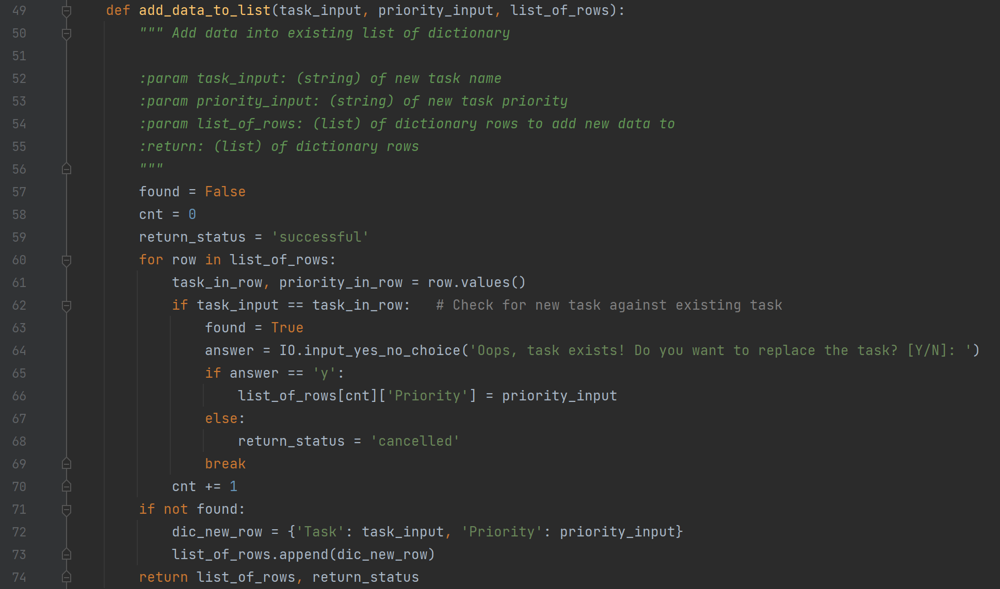 49 def add_data_to_list(task_input, priority_input, list_of_rows):
50 """ Add data into existing list of dictionary
51
52 :param task_input: (string) of new task name
53 :param priority_input: (string) of new task priority
54 :param list_of_rows: (list) of dictionary rows to add new data to
55 :return: (list) of dictionary rows
56 """
57 found = False
58 cnt = 0
59 return_status = 'successful'
60 for row in list_of_rows:
61 task_in_row, priority_in_row = row.values()
62 if task_input == task_in_row:   # Check for new task against existing task
63 found = True
64 answer = IO.input_yes_no_choice('Oops, task exists! Do you want to replace the task? [Y/N]: ')
65 if answer == 'y':
66 list_of_rows[cnt]['Priority'] = priority_input
67 else:
68 return_status = 'cancelled'
69 break
70 cnt += 1
71 if not found:
72 dic_new_row = {'Task': task_input, 'Priority': priority_input}
73 list_of_rows.append(dic_new_row)
74 return list_of_rows, return_status